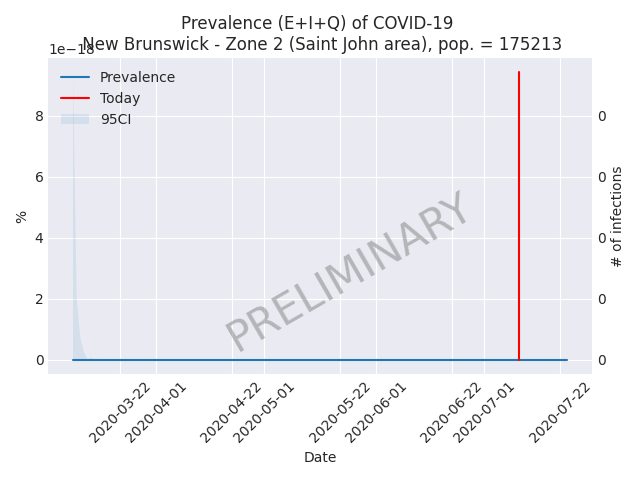 Prevalence (E+I+Q) of COVID-19
New Brunswick - Zone 2 (Saint John area), pop. = 175213
1e−18
Prevalence
Today
95CI
8
6
4
2
0
%
0
0
0
0
0
# of infections
PRELIMINARY
2020-03-22
2020-04-01
2020-04-22
2020-05-01
2020-05-22
2020-06-01
2020-06-22
2020-07-01
2020-07-22
Date